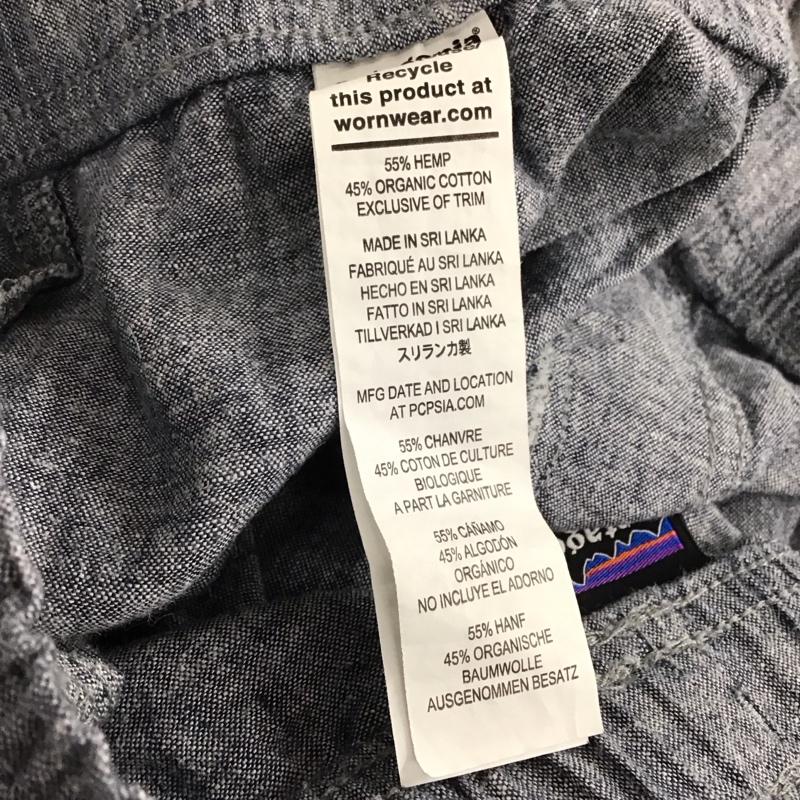 Recycle
this product at
wornwear.com
55% HEMP
45% ORGANIC COTTON
EXCLUSIVE OF TRIM
MADE IN SRI LANKA
FABRIQUÉ AU SRI LANKA
HECHO EN SRI LANKA
FATTO IN SRI LANKA
TILLVERKAD I SRI LANKA
スリランカ製
MFG DATE AND LOCATION
AT PCPSIA.COM
55% CHANVRE
45% COTON DE CULTURE
BIOLOGIQUE
A PART LA GARNITURE
55% CÁÑAMO
45% ALGODÓN
ORGÁNICO
NO INCLUYE EL ADORNO
55% HANF
45% ORGANISCHE
BAUMWOLLE
AUSGENOMMEN BESATZ